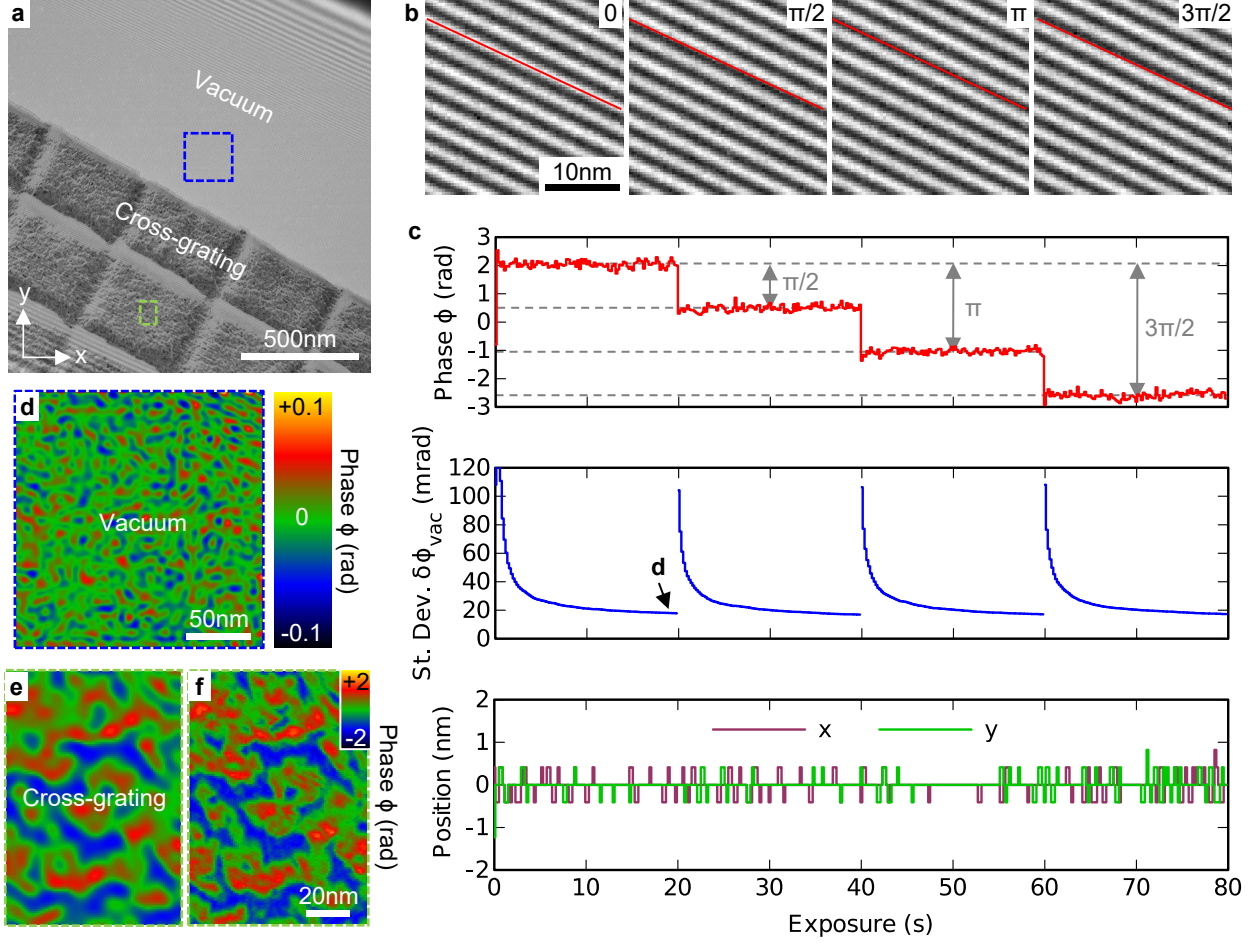 a
Vacuum
Cross-grating
y
x
500nm
b
0
π/2
π
3π/2
10nm
c
Phase ϕ (rad)
3
2
1
0
-1
-2
-3
π/2
π
3π/2
St. Dev. δϕvac (mrad)
120
100
80
60
40
20
0
d
Position (nm)
2
1
0
-1
-2
x
y
0
10
20
30
40
50
60
70
80
Exposure (s)
d
Vacuum
50nm
+0.1
0
-0.1
Phase ϕ (rad)
e
Cross-grating
f
20nm
+2
-2
Phase ϕ (rad)